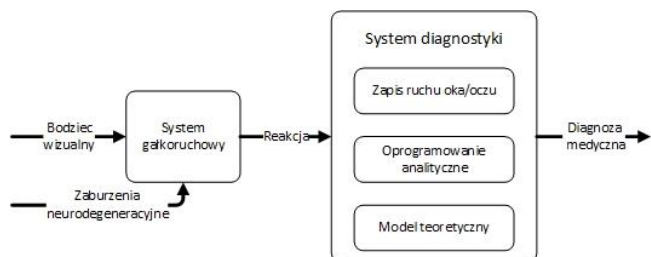 System diagnostyki
Zapis ruchu oka/oczu
Bodziec
wizualny
System
gałkoruchowy
Reakcja
Oprogramowanie
analityczne
Diagnoza
medyczna
Zaburzenia
neurodegeneracyjne
Model teoretyczny